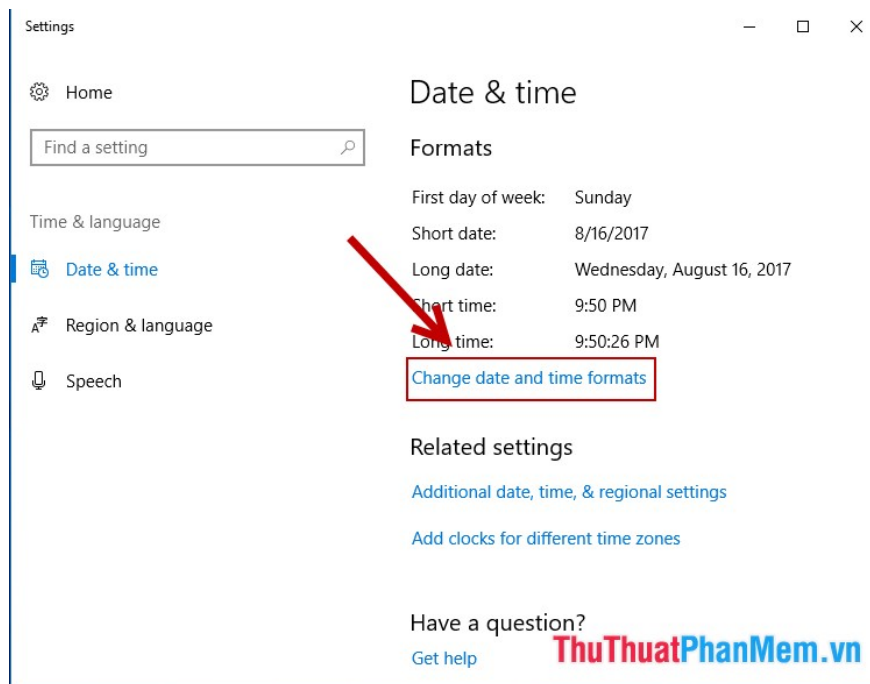 Settings
Home
Find a setting
Time & language
Date & time
Region & language
Speech
Date & time
Formats
First day of week: Sunday
Short date: 8/16/2017
Long date: Wednesday, August 16, 2017
Short time: 9:50 PM
Long time: 9:50:26 PM
Change date and time formats
Related settings
Additional date, time, & regional settings
Add clocks for different time zones
Have a question?
Get help
ThuThuatPhanMem.vn